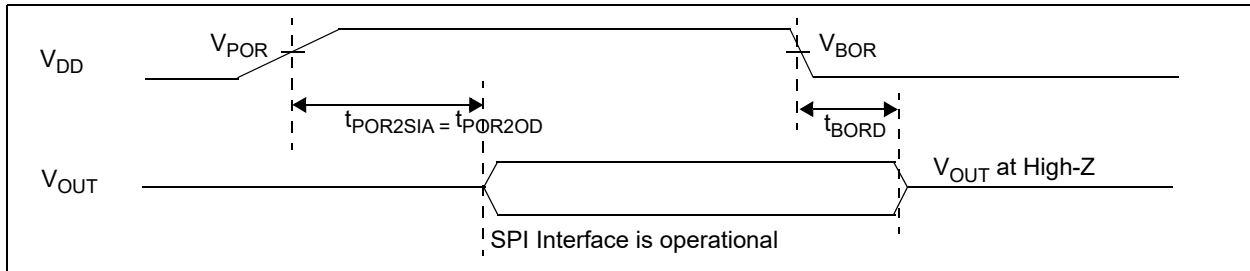 VPOR
VBOR
VDD
tPOR2SIA = tPOR2OD
tBORD
VOUT at High-Z
VOUT
SPI Interface is operational